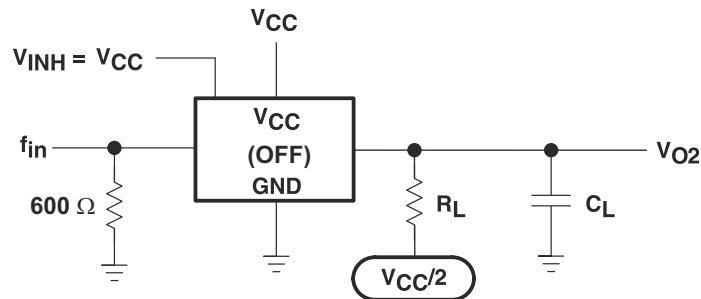 VCC
VINH = VCC
VCC
fin
(OFF)
VO2
GND
600 Ω
RL
CL
VCC/2